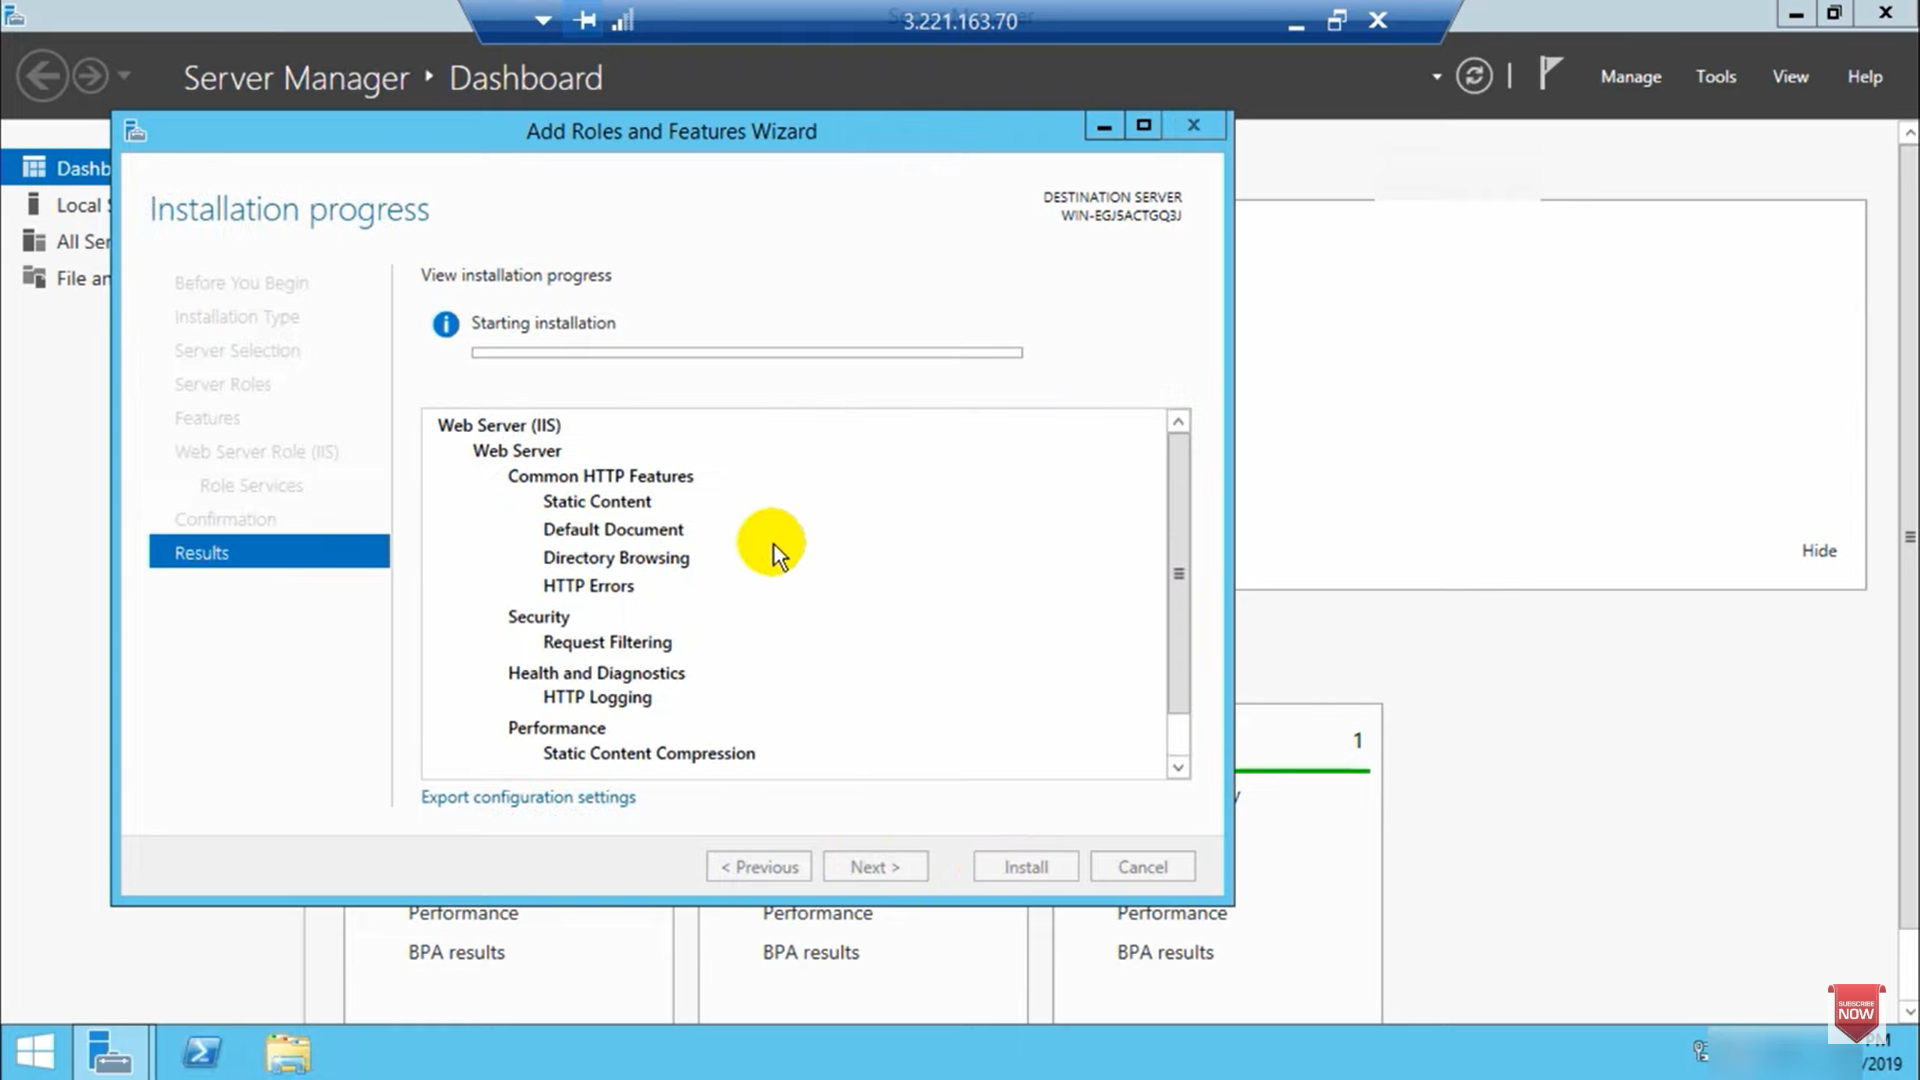 3.221.163.70
Server Manager ‣ Dashboard
Manage
Tools
View
Help
Add Roles and Features Wizard
Dashb
Local
All Ser
File an
Installation progress
DESTINATION SERVER
WIN-EGJ5ACTGQ3J
Before You Begin
Installation Type
Server Selection
Server Roles
Features
Web Server Role (IIS)
Role Services
Confirmation
Results
View installation progress
Starting installation
Web Server (IIS)
Web Server
Common HTTP Features
Static Content
Default Document
Directory Browsing
HTTP Errors
Security
Request Filtering
Health and Diagnostics
HTTP Logging
Performance
Static Content Compression
Export configuration settings
< Previous
Next >
Install
Cancel
Hide
1
Performance
BPA results
Performance
BPA results
Performance
BPA results
SUBSCRIBE
NOW
PM
/2019